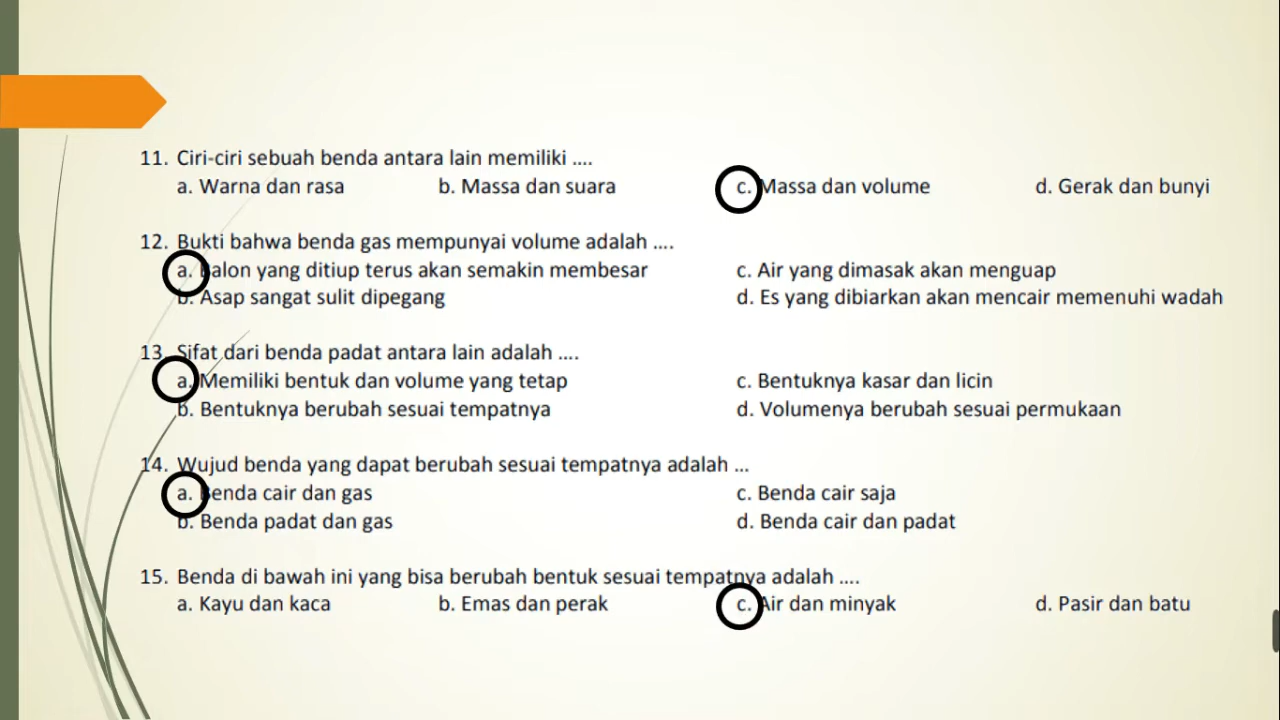 11. Ciri-ciri sebuah benda antara lain memiliki ....
a. Warna dan rasa b. Massa dan suara c. Massa dan volume d. Gerak dan bunyi
12. Bukti bahwa benda gas mempunyai volume adalah ....
a. Balon yang ditiup terus akan semakin membesar c. Air yang dimasak akan menguap
b. Asap sangat sulit dipegang d. Es yang dibiarkan akan mencair memenuhi wadah
13. Sifat dari benda padat antara lain adalah ....
a. Memiliki bentuk dan volume yang tetap c. Bentuknya kasar dan licin
b. Bentuknya berubah sesuai tempatnya d. Volumenya berubah sesuai permukaan
14. Wujud benda yang dapat berubah sesuai tempatnya adalah ...
a. Benda cair dan gas c. Benda cair saja
b. Benda padat dan gas d. Benda cair dan padat
15. Benda di bawah ini yang bisa berubah bentuk sesuai tempatnya adalah ....
a. Kayu dan kaca b. Emas dan perak c. Air dan minyak d. Pasir dan batu